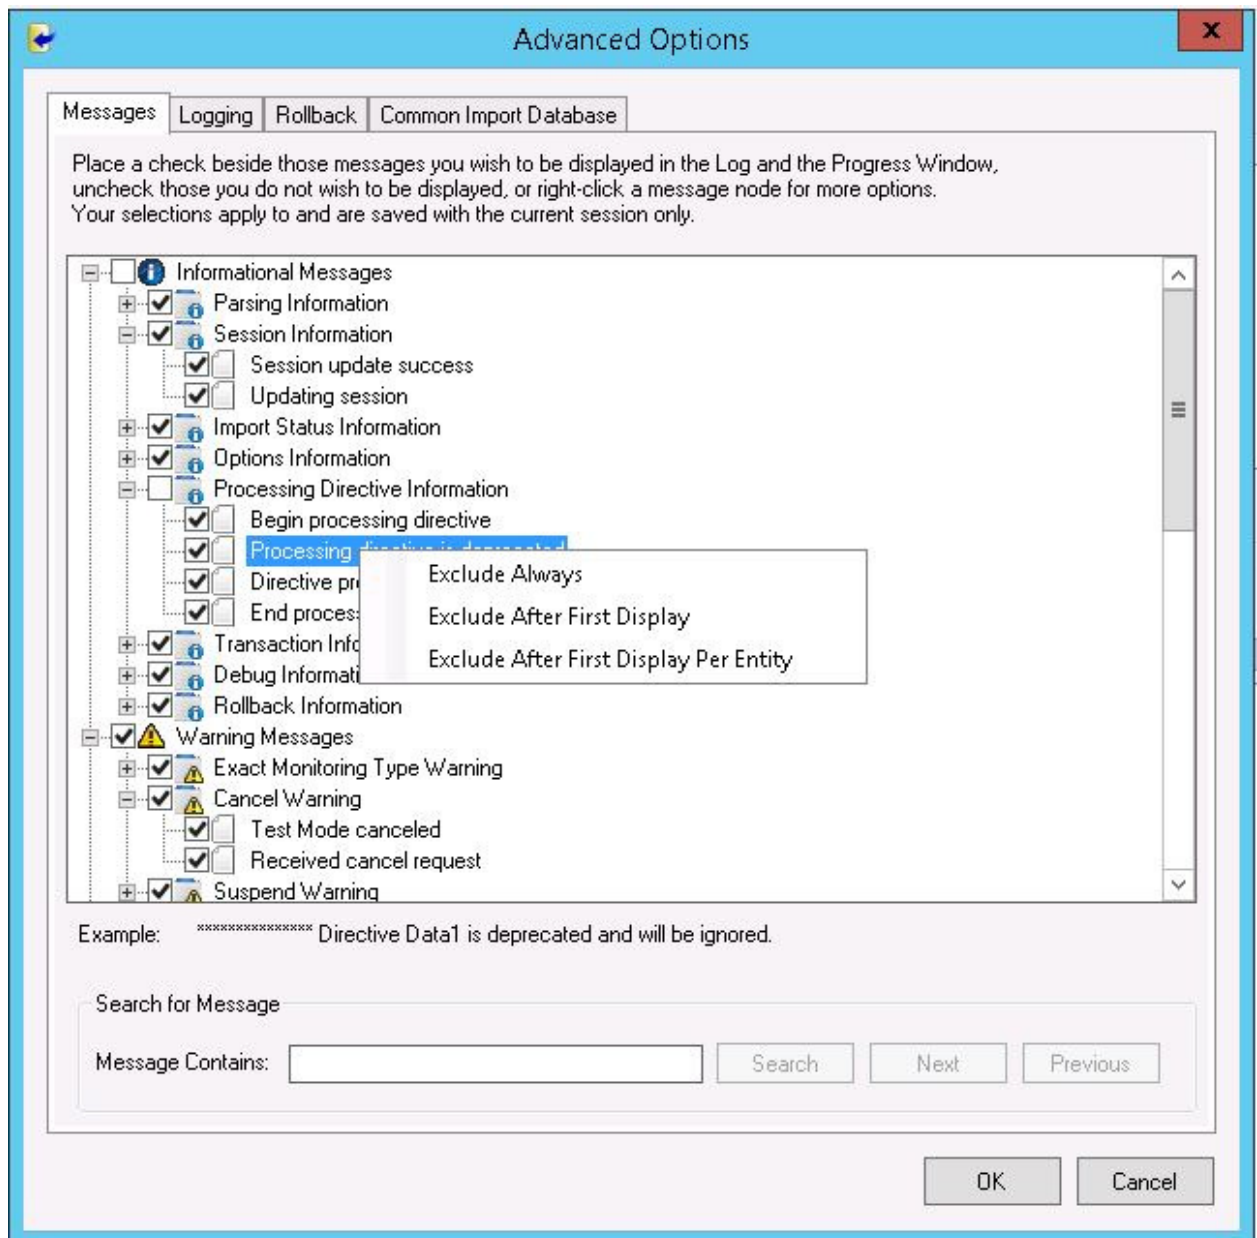 Advanced Options
Messages Logging Rollback Common Import Database
Place a check beside those messages you wish to be displayed in the Log and the Progress Window,
uncheck those you do not wish to be displayed, or right-click a message node for more options.
Your selections apply to and are saved with the current session only.
Informational Messages
Parsing Information
Session Information
Session update success
Updating session
Import Status Information
Options Information
Processing Directive Information
Begin processing directive
Processing directive is deprecated
Exclude Always
Directive
Exclude After First Display
End
Transaction
Exclude After First Display Per Entity
Debug
Rollback Information
Warning Messages
Exact Monitoring Type Warning
Cancel Warning
Test Mode canceled
Received cancel request
Suspend Warning
Example: *************** Directive Data1 is deprecated and will be ignored.
Search for Message
Message Contains: Search Next Previous
OK Cancel